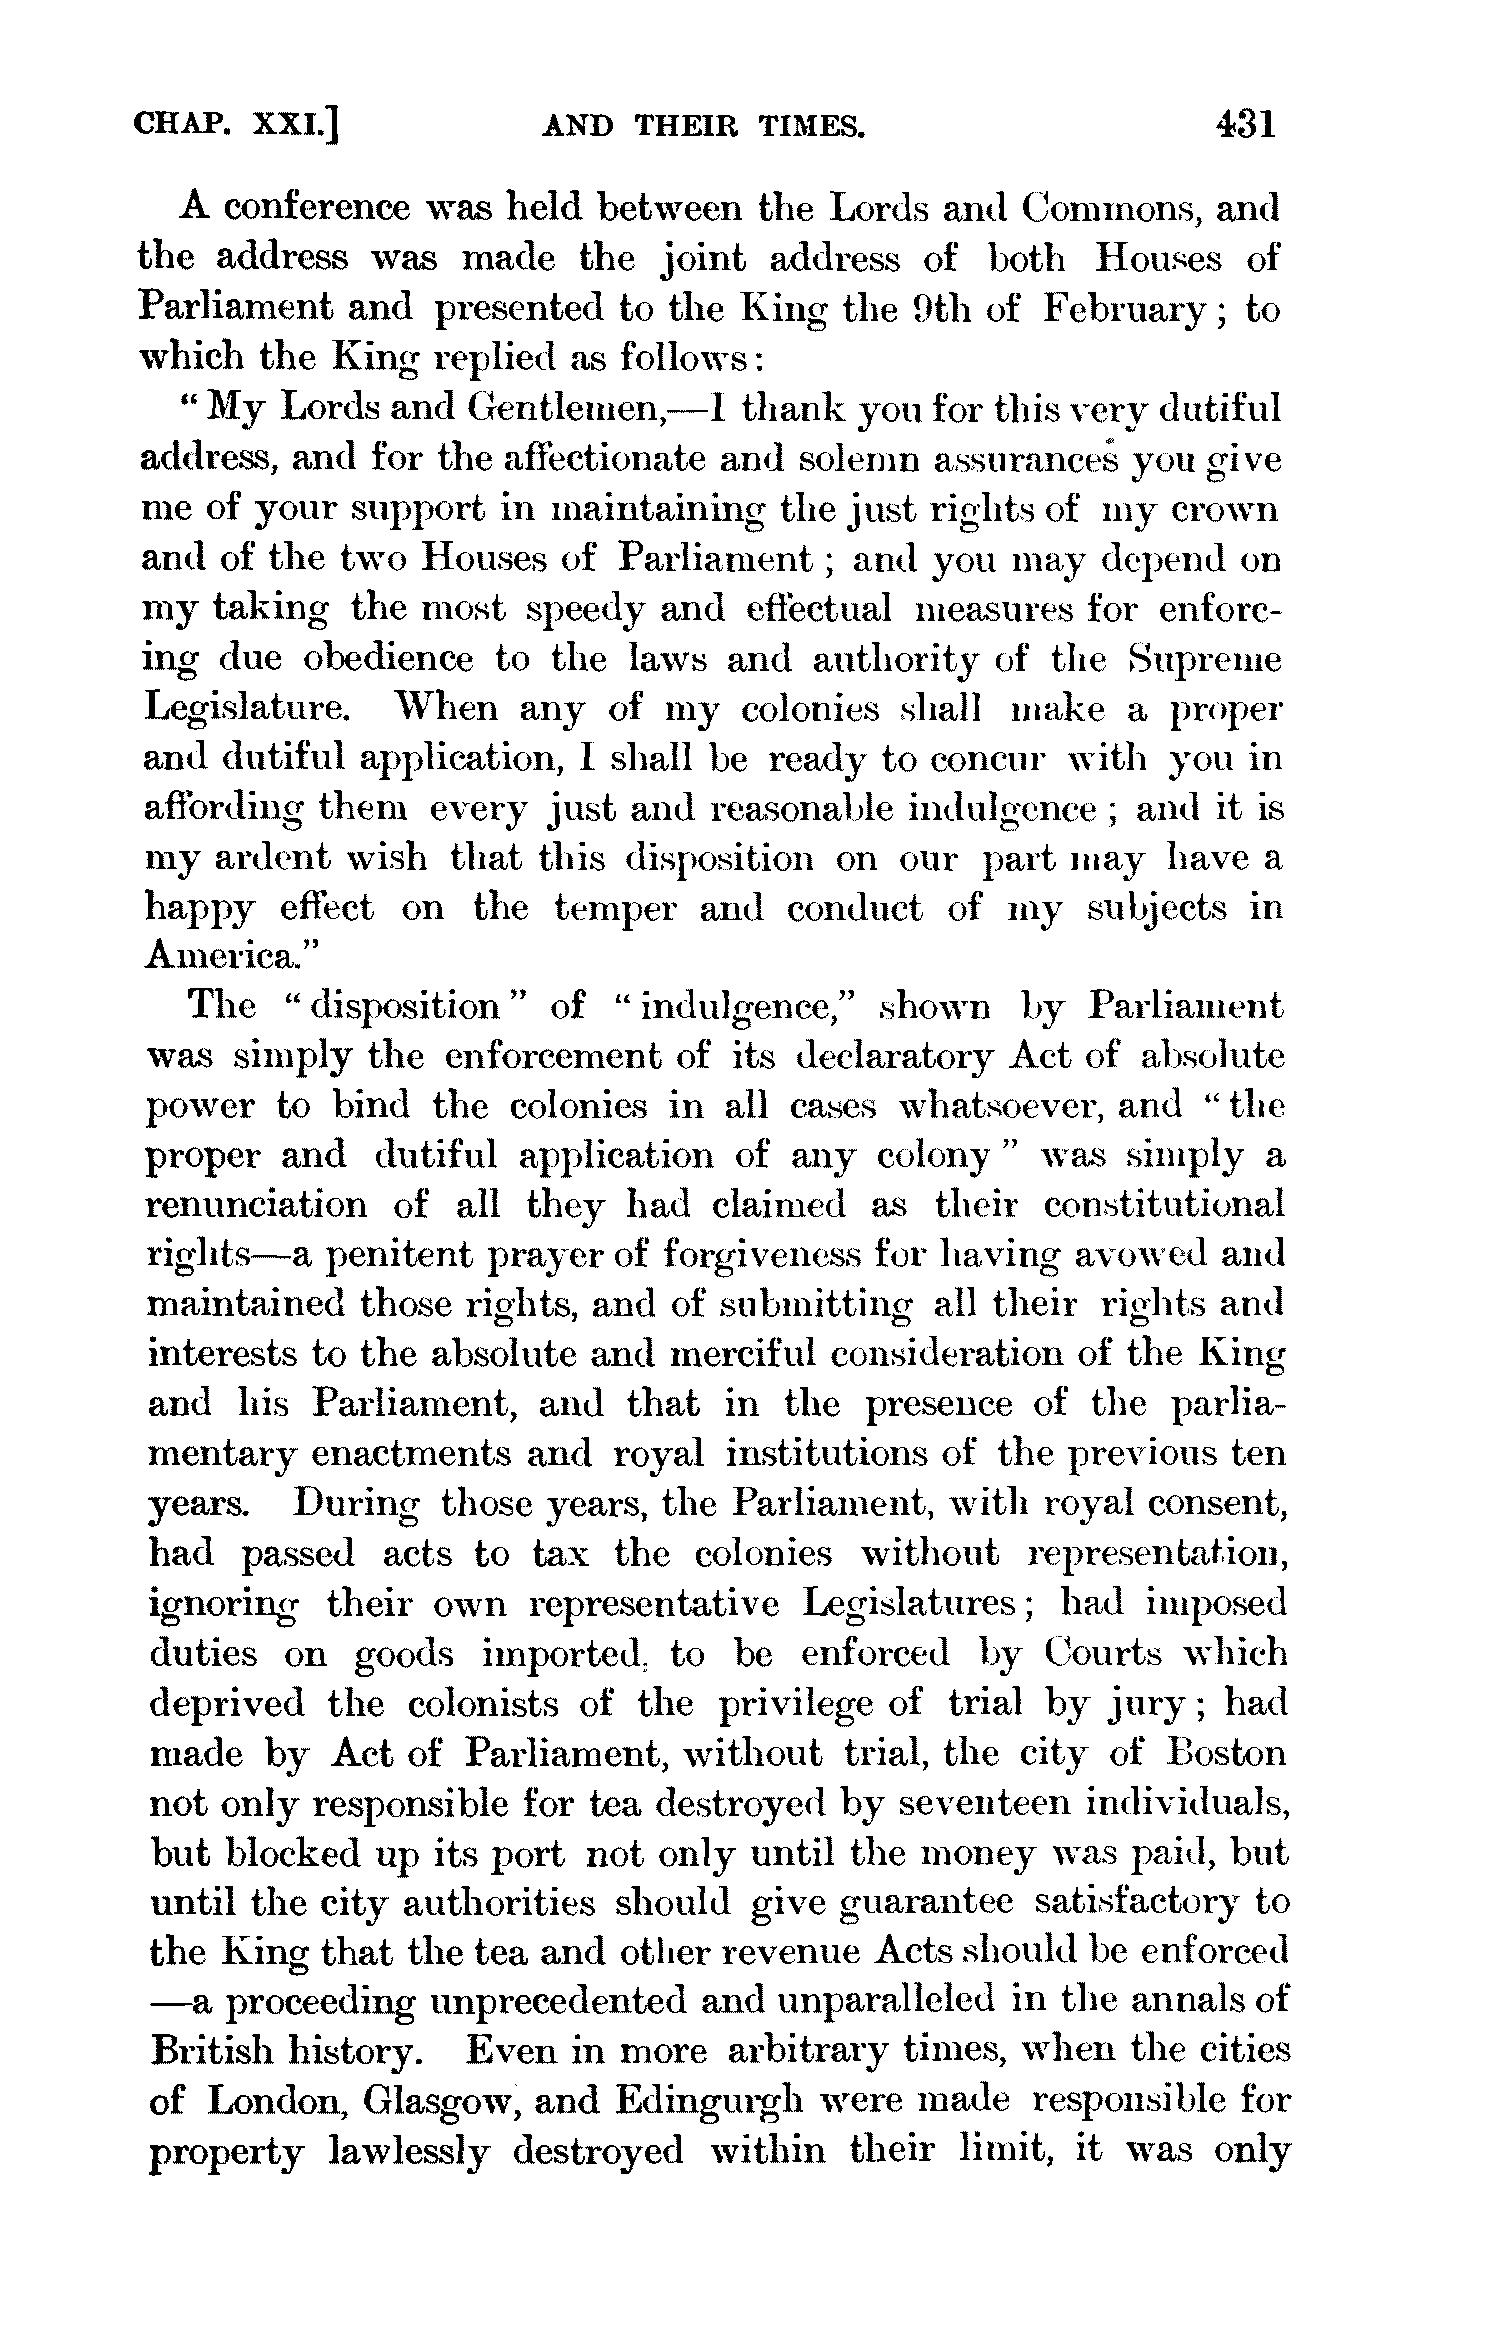 CHAP. XXI.] AND THEIR TIMES. 431
A conference was held between the Lords and Commons, and
the address was made the joint address of both Houses of
Parliament and presented to the King the 9th of February; to
which the King replied as follows:
"My Lords and Gentlemen,—I thank you for this very dutiful
address, and for the affectionate and solemn assurances you give
me of your support in maintaining the just rights of my crown
and of the two Houses of Parliament; and you may depend on
my taking the most speedy and effectual measures for enforc-
ing due obedience to the laws and authority of the Supreme
Legislature. When any of my colonies shall make a proper
and dutiful application, I shall be ready to concur with you in
affording them every just and reasonable indulgence; and it is
my ardent wish that this disposition on our part may have a
happy effect on the temper and conduct of my subjects in
America."
The "disposition" of "indulgence," shown by Parliament
was simply the enforcement of its declaratory Act of absolute
power to bind the colonies in all cases whatsoever, and "the
proper and dutiful application of any colony" was simply a
renunciation of all they had claimed as their constitutional
rights—a penitent prayer of forgiveness for having avowed and
maintained those rights, and of submitting all their rights and
interests to the absolute and merciful consideration of the King
and his Parliament, and that in the presence of the parlia-
mentary enactments and royal institutions of the previous ten
years. During those years, the Parliament, with royal consent,
had passed acts to tax the colonies without representation,
ignoring their own representative Legislatures; had imposed
duties on goods imported, to be enforced by Courts which
deprived the colonists of the privilege of trial by jury; had
made by Act of Parliament, without trial, the city of Boston
not only responsible for tea destroyed by seventeen individuals,
but blocked up its port not only until the money was paid, but
until the city authorities should give guarantee satisfactory to
the King that the tea and other revenue Acts should be enforced
—a proceeding unprecedented and unparalleled in the annals of
British history. Even in more arbitrary times, when the cities
of London, Glasgow, and Edingurgh were made responsible for
property lawlessly destroyed within their limit, it was only